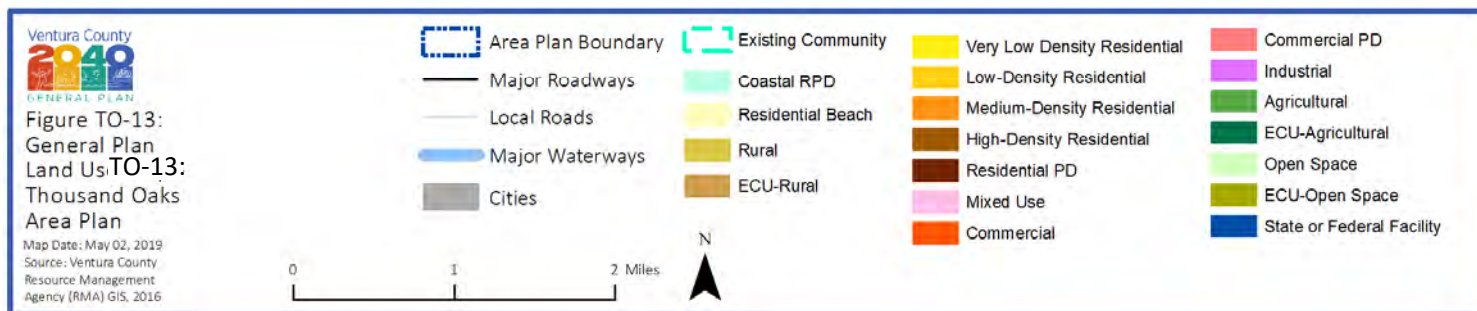 Ventura County
2040
GENERAL PLAN
Figure TO-13:
General Plan
Land Us TO-13:
Thousand Oaks
Area Plan
Map Date: May 02, 2019
Source: Ventura County
Resource Management
Agency (RMA) GIS, 2016
Area Plan Boundary
Major Roadways
Local Roads
Major Waterways
Cities
0 1 2 Miles
Existing Community
Coastal RPD
Residential Beach
Rural
ECU-Rural
N
Very Low Density Residential
Low-Density Residential
Medium-Density Residential
High-Density Residential
Residential PD
Mixed Use
Commercial
Commercial PD
Industrial
Agricultural
ECU-Agricultural
Open Space
ECU-Open Space
State or Federal Facility